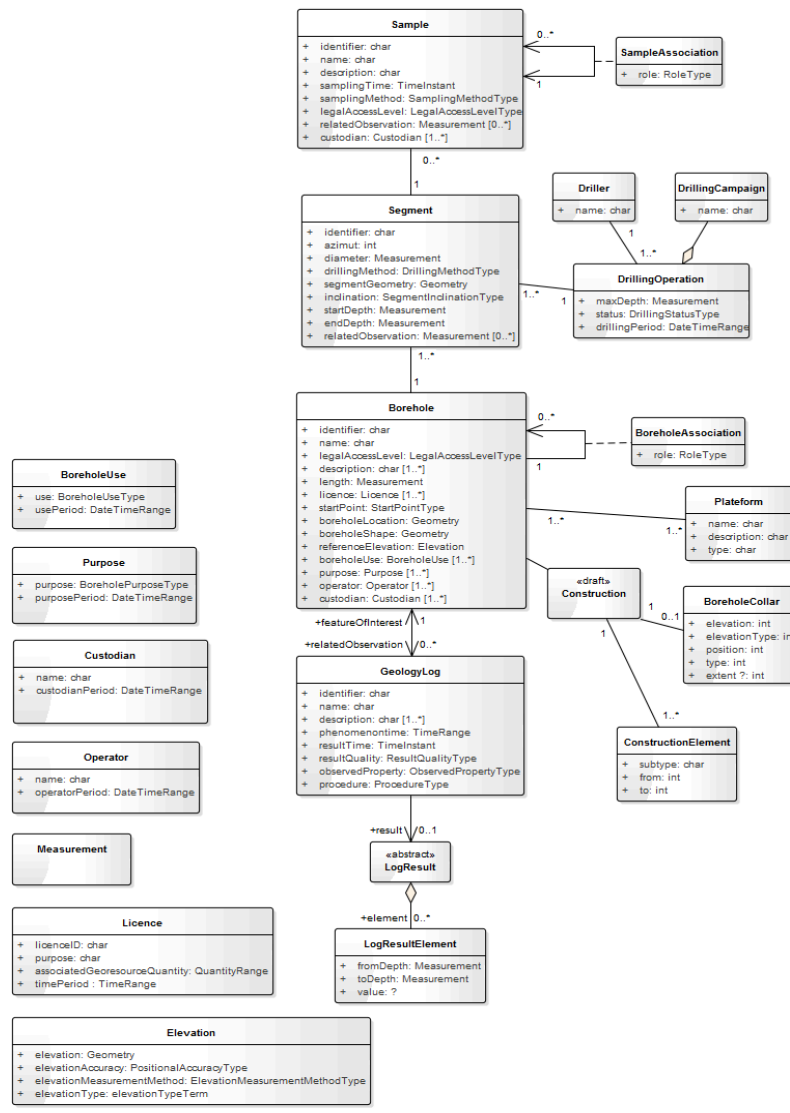 Sample
+ identifier: char
+ name: char
+ description: char
+ samplingTime: TimeInstant
+ samplingMethod: SamplingMethodType
+ legalAccessLevel: LegalAccessLevelType
+ relatedObservation: Measurement [0..*]
+ custodian: Custodian [1..*]
0..*
1
SampleAssociation
+ role: RoleType
0..*
1
Segment
+ identifier: char
+ azimut: int
+ diameter: Measurement
+ drillingMethod: DrillingMethodType
+ segmentGeometry: Geometry
+ inclination: SegmentInclinationType
+ startDepth: Measurement
+ endDepth: Measurement
+ relatedObservation: Measurement [0..*]
Driller
+ name: char
DrillingCampaign
+ name: char
1
1..*
DrillingOperation
+ maxDepth: Measurement
+ status: DrillingStatusType
+ drillingPeriod: DateTimeRange
1..*
1
1..*
1
Borehole
+ identifier: char
+ name: char
+ legalAccessLevel: LegalAccessLevelType
+ description: char [1..*]
+ length: Measurement
+ licence: Licence [1..*]
+ startPoint: StartPointType
+ boreholeLocation: Geometry
+ boreholeShape: Geometry
+ referenceElevation: Elevation
+ boreholeUse: BoreholeUse [1..*]
+ purpose: Purpose [1..*]
+ operator: Operator [1..*]
+ custodian: Custodian [1..*]
0..*
1
BoreholeAssociation
+ role: RoleType
1..*
1..*
Plateform
+ name: char
+ description: char
+ type: char
«draft»
Construction
1
0..1
BoreholeCollar
+ elevation: int
+ elevationType: int
+ position: int
+ type: int
+ extent ?: int
1
1..*
ConstructionElement
+ subtype: char
+ from: int
+ to: int
+featureOfInterest 1
+relatedObservation 0..*
GeologyLog
+ identifier: char
+ name: char
+ description: char [1..*]
+ phenomenontime: TimeRange
+ resultTime: TimeInstant
+ resultQuality: ResultQualityType
+ observedProperty: ObservedPropertyType
+ procedure: ProcedureType
+result 0..1
«abstract»
LogResult
+element 0..*
LogResultElement
+ fromDepth: Measurement
+ toDepth: Measurement
+ value: ?
BoreholeUse
+ use: BoreholeUseType
+ usePeriod: DateTimeRange
Purpose
+ purpose: BoreholePurposeType
+ purposePeriod: DateTimeRange
Custodian
+ name: char
+ custodianPeriod: DateTimeRange
Operator
+ name: char
+ operatorPeriod: DateTimeRange
Measurement
Licence
+ licenceID: char
+ purpose: char
+ associatedGeoresourceQuantity: QuantityRange
+ timePeriod : TimeRange
Elevation
+ elevation: Geometry
+ elevationAccuracy: PositionalAccuracyType
+ elevationMeasurementMethod: ElevationMeasurementMethodType
+ elevationType: elevationTypeTerm